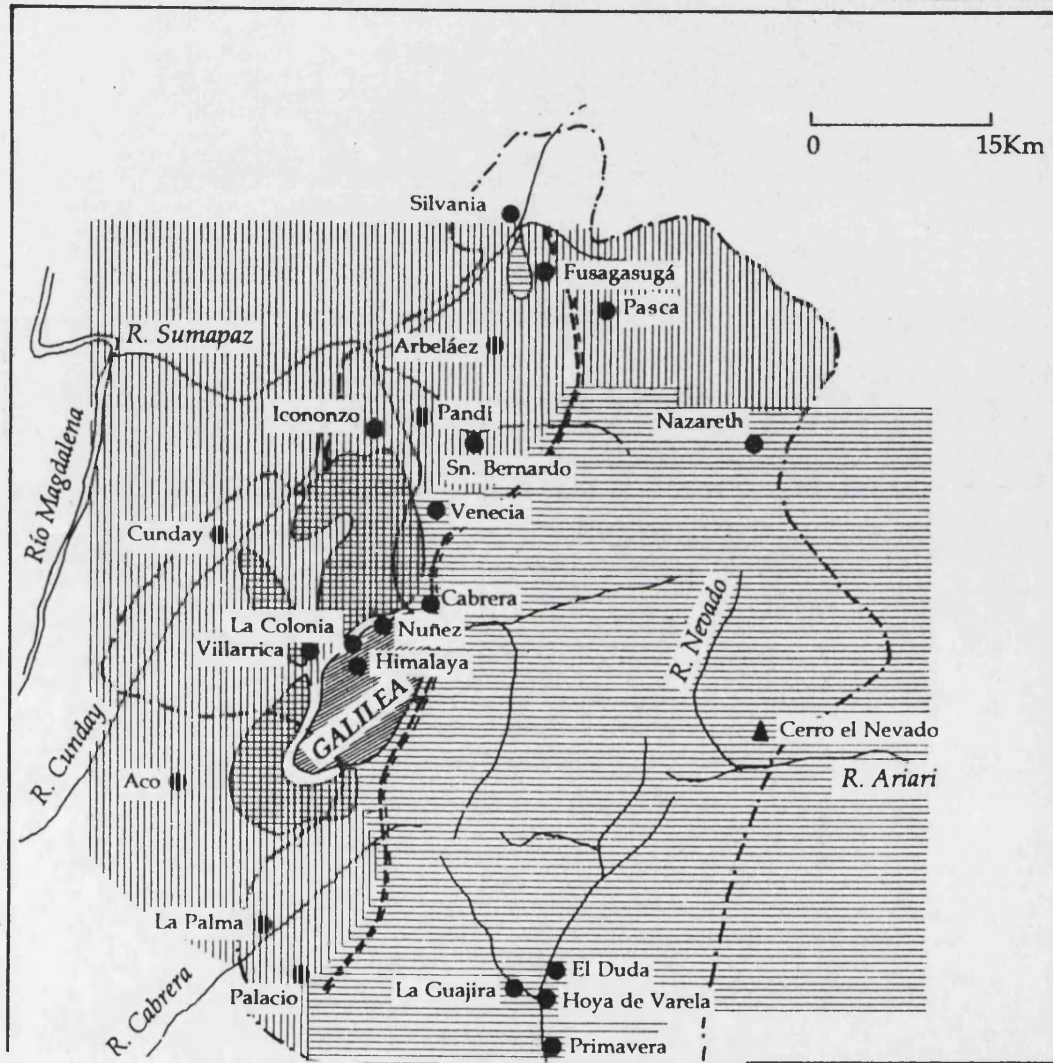 0 15Km
Silvania
Fusagasugá
Pasca
R. Sumapaz
Arbeláez
Río Magdalena
Icononzo
Pandi
Nazareth
Sn. Bernardo
Venecia
Cunday
Cabrera
R. Nevado
La Colonia
Nuñez
Villarrica
Himalaya
GALILEA
Cerro el Nevado
R. Cunday
Aco
R. Ariari
La Palma
El Duda
La Guajira
Hoya de Varela
Palacio
R. Cabrera
Primavera